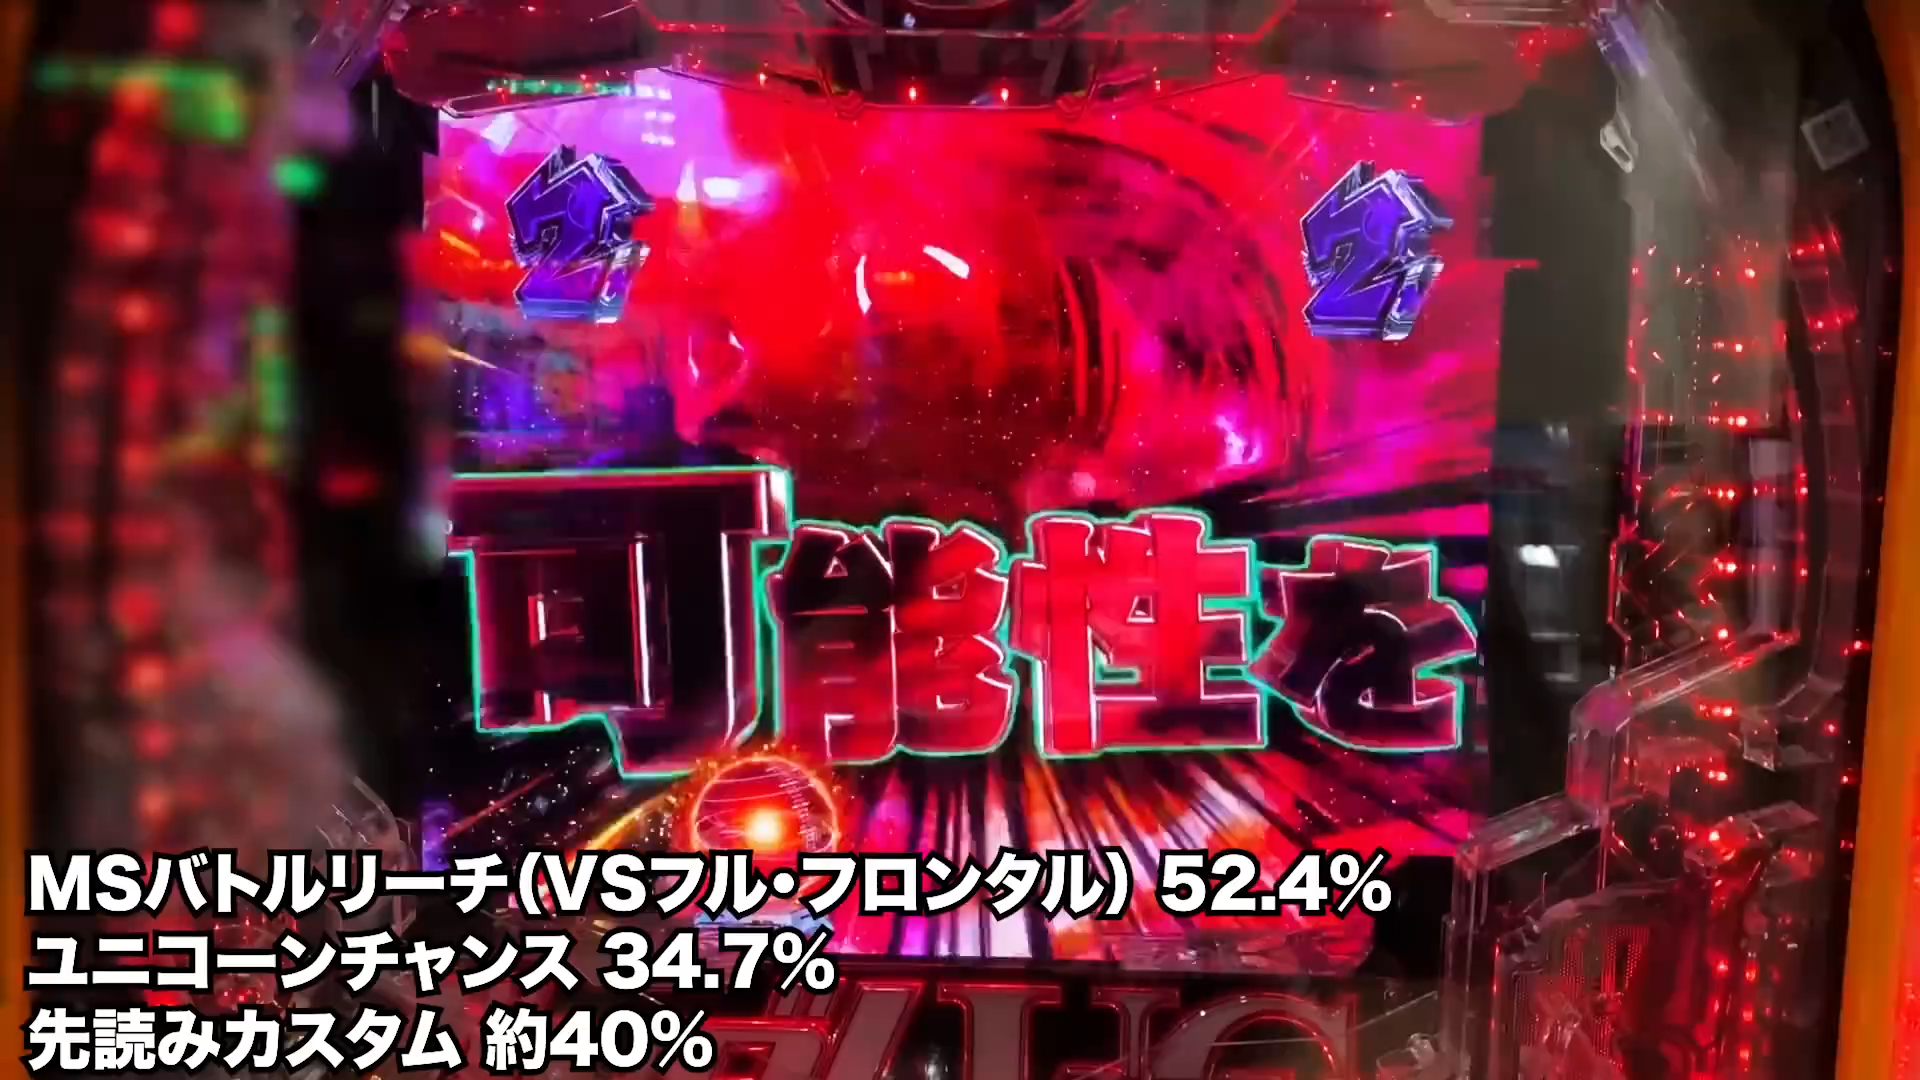 2 2
可能性を
MSバトルリーチ（VSフル・フロンタル） 52.4%
ユニコーンチャンス 34.7%
先読みカスタム 約40%